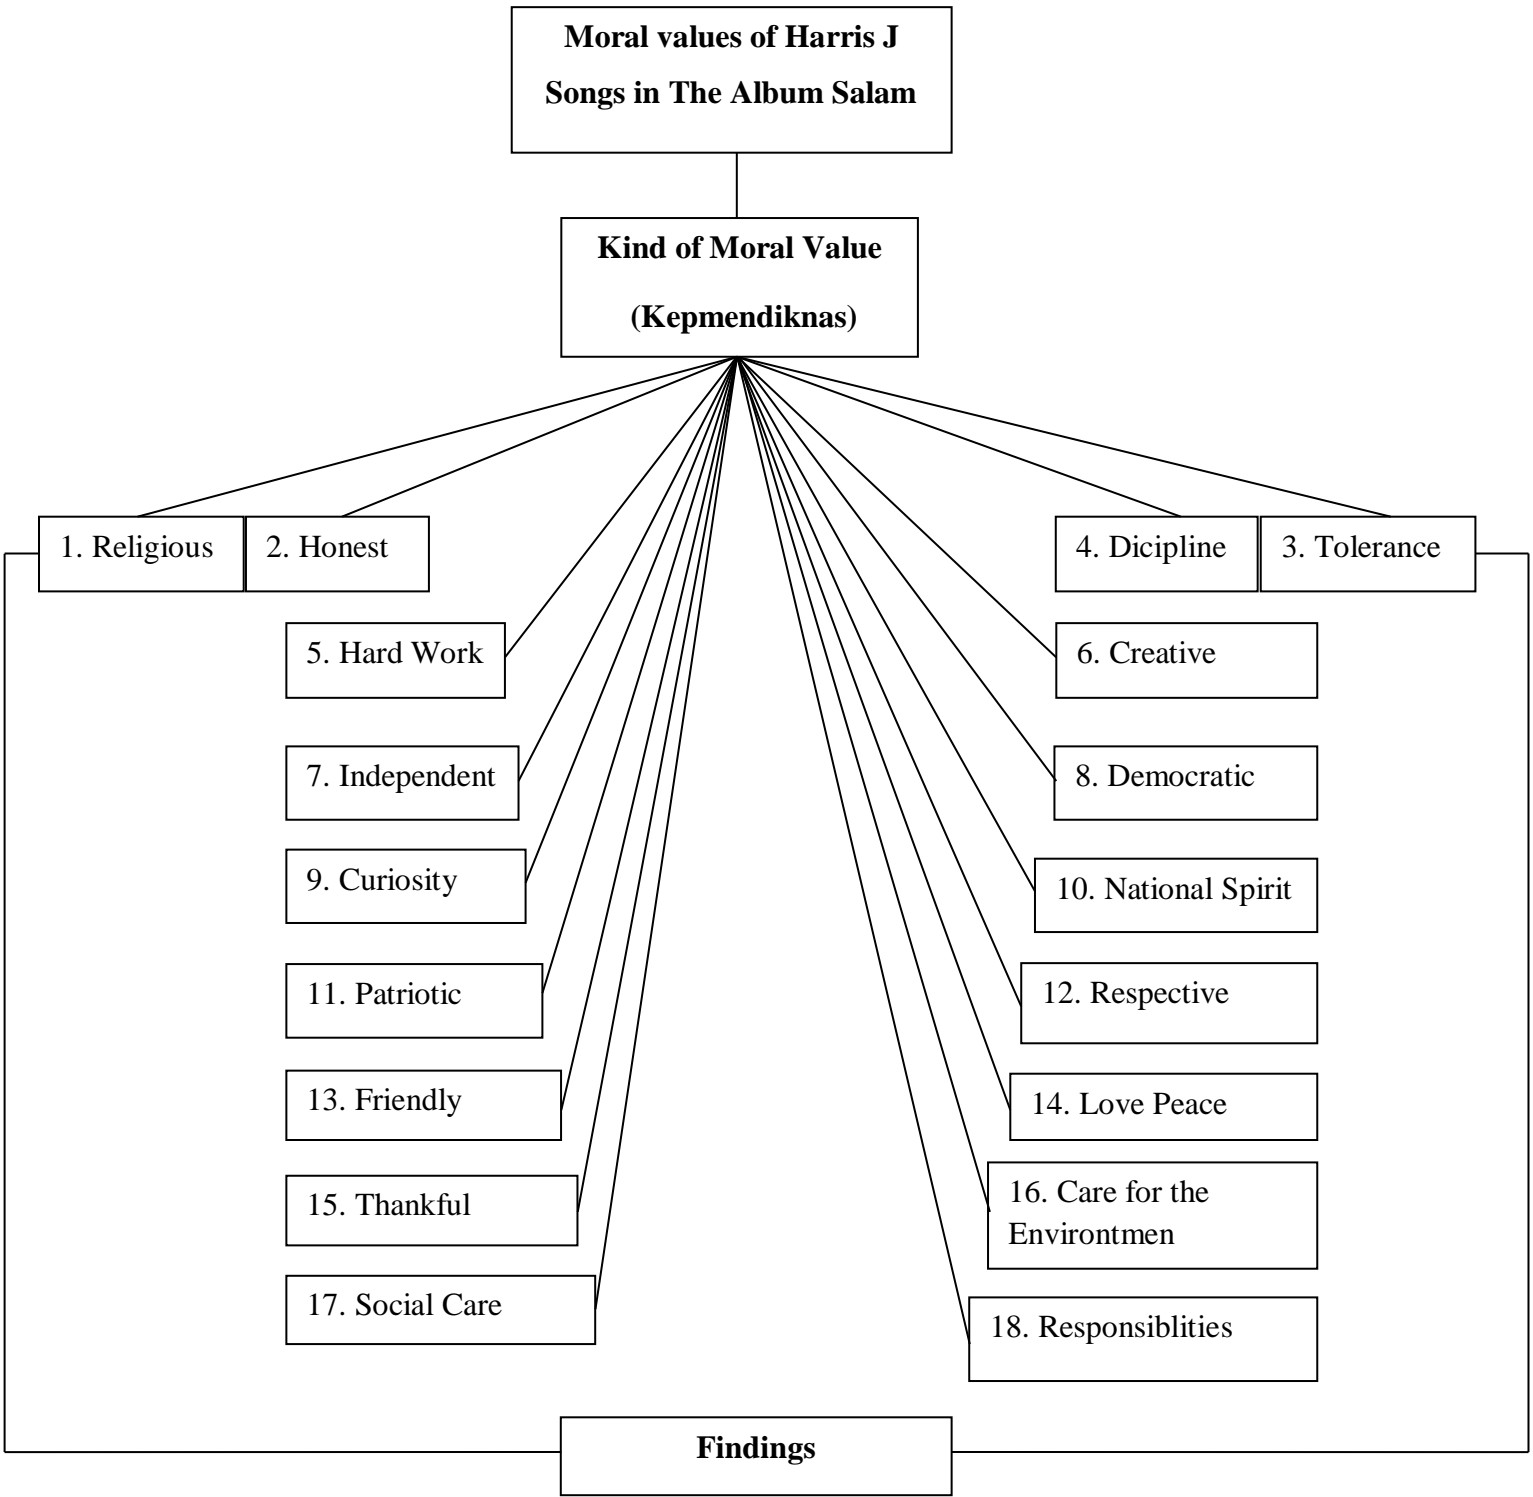 Moral values of Harris J
Songs in The Album Salam
Kind of Moral Value
(Kepmendiknas)
1. Religious
2. Honest
4. Dicipline
3. Tolerance
5. Hard Work
6. Creative
7. Independent
8. Democratic
9. Curiosity
10. National Spirit
11. Patriotic
12. Respective
13. Friendly
14. Love Peace
15. Thankful
16. Care for the
Environtmen
17. Social Care
18. Responsiblities
Findings